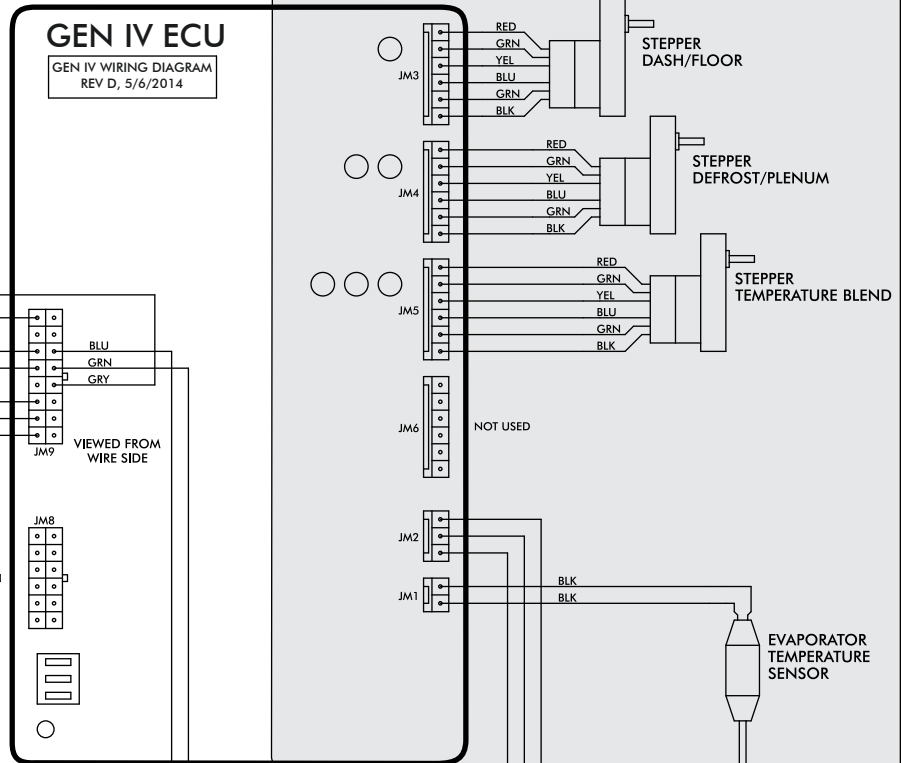 GEN IV ECU
GEN IV WIRING DIAGRAM
REV D, 5/6/2014
JM3
RED
GRN
YEL
BLU
GRN
BLK
STEPPER
DASH/FLOOR
JM4
RED
GRN
YEL
BLU
GRN
BLK
STEPPER
DEFROST/PLENUM
JM5
RED
GRN
YEL
BLU
GRN
BLK
STEPPER
TEMPERATURE BLEND
BLU
GRN
GRY
JM9
VIEWED FROM
WIRE SIDE
JM6
NOT USED
JM8
JM2
JM1
BLK
BLK
EVAPORATOR
TEMPERATURE
SENSOR